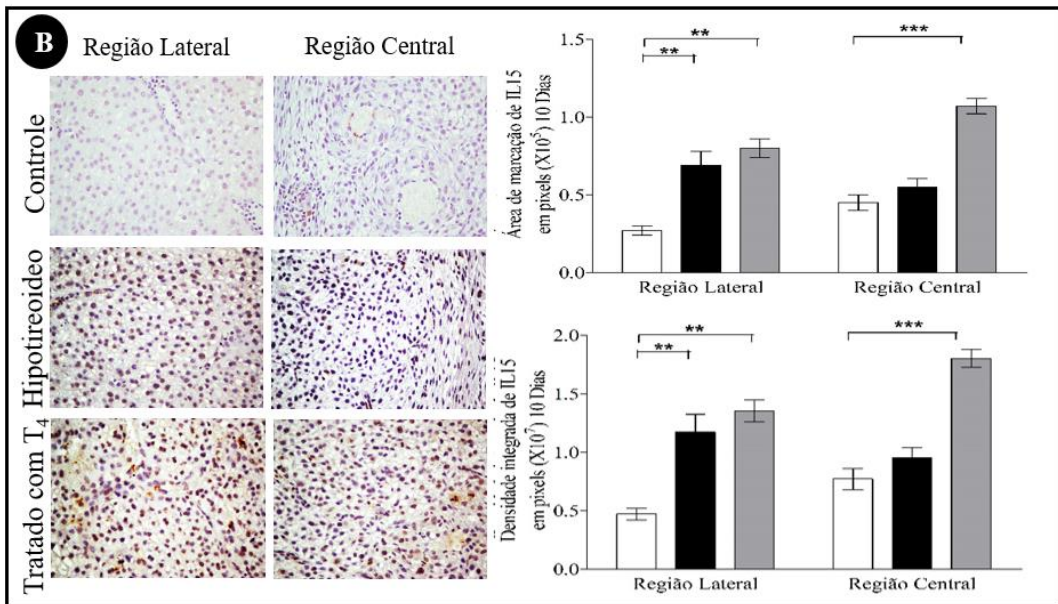 B
Região Lateral
Região Central
Controle
Hipotireoideo
Tratado com T4
Área de marcação de IL15
em pixels (X10⁵) 10 Dias
1.5
1.0
0.5
0.0
**
**
***
Região Lateral
Região Central
Densidade integrada de IL15
em pixels (X10⁷) 10 Dias
2.0
1.5
1.0
0.5
0.0
**
**
***
Região Lateral
Região Central